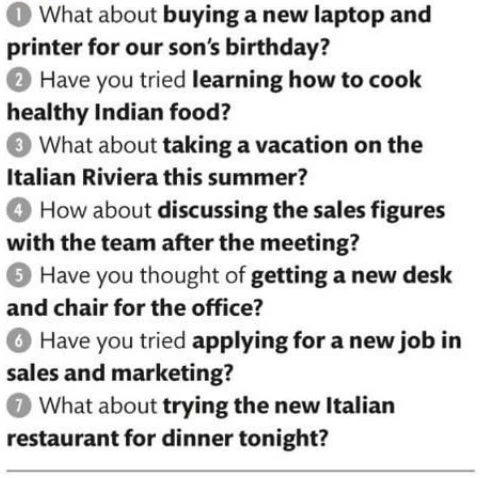 1 What about buying a new laptop and
printer for our son's birthday?
2 Have you tried learning how to cook
healthy Indian food?
3 What about taking a vacation on the
Italian Riviera this summer?
4 How about discussing the sales figures
with the team after the meeting?
5 Have you thought of getting a new desk
and chair for the office?
6 Have you tried applying for a new job in
sales and marketing?
7 What about trying the new Italian
restaurant for dinner tonight?